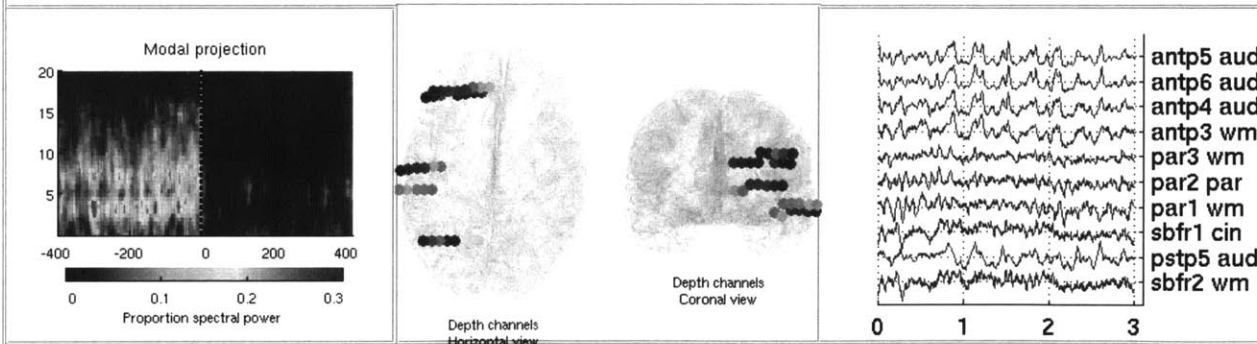 Modal projection
20
15
10
5
-400 -200 0 200 400
0 0.1 0.2 0.3
Proportion spectral power
Depth channels
Horizontal view
Depth channels
Coronal view
antp5 aud
antp6 aud
antp4 aud
antp3 wm
par3 wm
par2 par
par1 wm
sbfr1 cin
pstp5 aud
sbfr2 wm
0 1 2 3